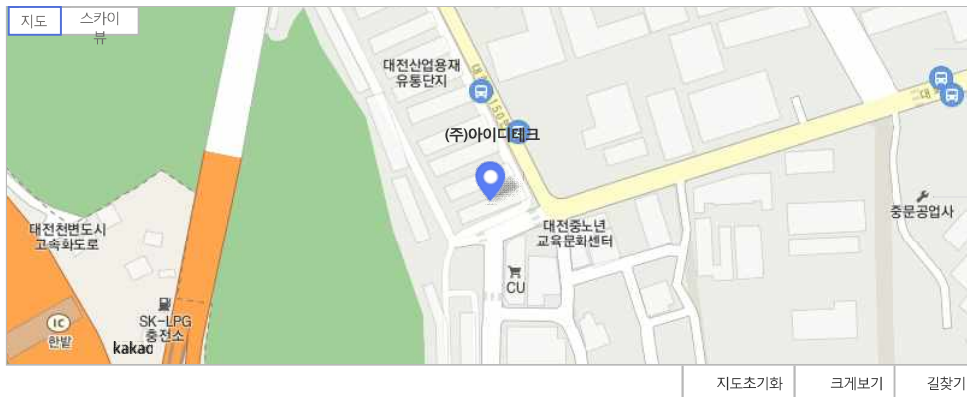 지도
스카이
뷰
대전산업용재
유통단지
(주)아이디테크
대전천변도시
고속화도로
대전중노년
교육문화센터
중문공업사
CU
SK-LPG
충전소
IC
한밭
kakao
지도초기화
크게보기
길찾기